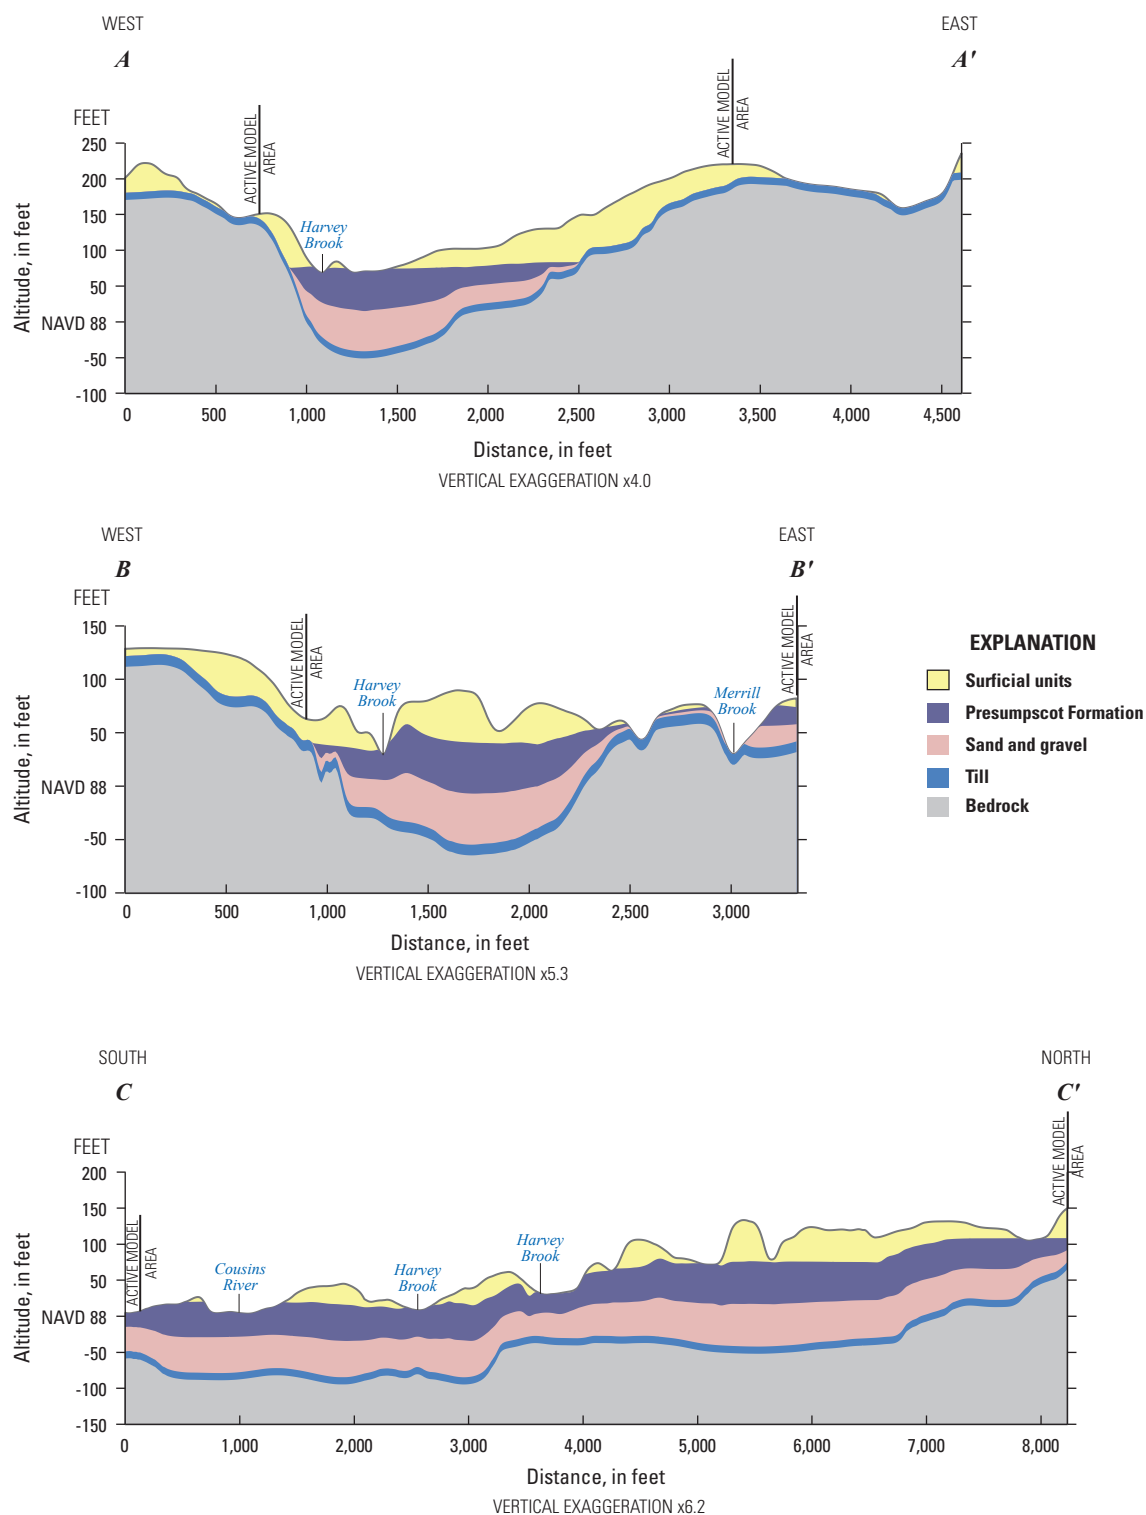 WEST
EAST
A
A'
FEET
ACTIVE MODEL
AREA
ACTIVE MODEL
AREA
250
200
150
100
50
NAVD 88
-50
-100
Altitude, in feet
Harvey
Brook
0
500
1,000
1,500
2,000
2,500
3,000
3,500
4,000
4,500
Distance, in feet
VERTICAL EXAGGERATION x4.0
WEST
EAST
B
B'
FEET
ACTIVE MODEL
AREA
ACTIVE MODEL
AREA
150
100
50
NAVD 88
-50
-100
Altitude, in feet
Harvey
Brook
Merrill
Brook
0
500
1,000
1,500
2,000
2,500
3,000
Distance, in feet
VERTICAL EXAGGERATION x5.3
EXPLANATION
Surficial units
Presumpscot Formation
Sand and gravel
Till
Bedrock
SOUTH
NORTH
C
C'
FEET
ACTIVE MODEL
AREA
ACTIVE MODEL
AREA
200
150
100
50
NAVD 88
-50
-100
-150
Altitude, in feet
Cousins
River
Harvey
Brook
Harvey
Brook
0
1,000
2,000
3,000
4,000
5,000
6,000
7,000
8,000
Distance, in feet
VERTICAL EXAGGERATION x6.2